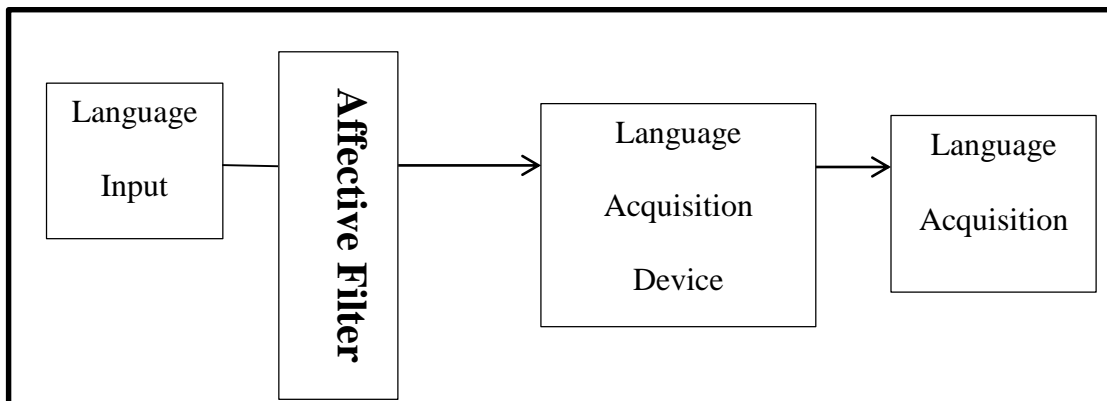 Language
Input
Affective Filter
Language
Acquisition
Device
Language
Acquisition